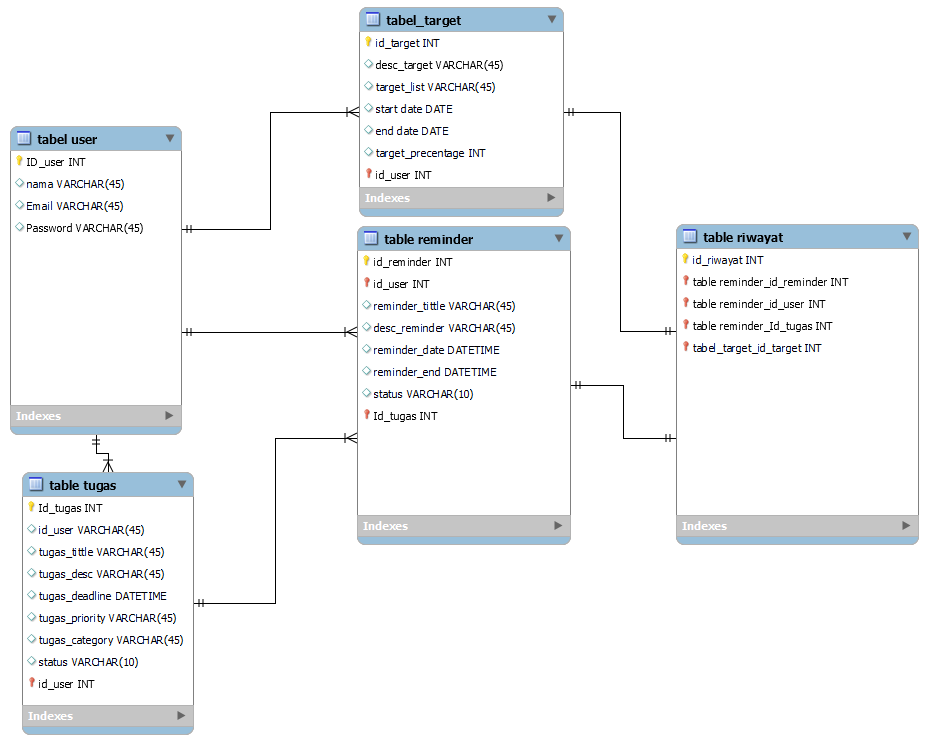 tabel_target
id_target INT
desc_target VARCHAR(45)
target_list VARCHAR(45)
start date DATE
end date DATE
target_precentage INT
id_user INT
Indexes
tabel user
ID_user INT
nama VARCHAR(45)
Email VARCHAR(45)
Password VARCHAR(45)
Indexes
table reminder
id_reminder INT
id_user INT
reminder_tittle VARCHAR(45)
desc_reminder VARCHAR(45)
reminder_date DATETIME
reminder_end DATETIME
status VARCHAR(10)
Id_tugas INT
Indexes
table riwayat
id_riwayat INT
table reminder_id_reminder INT
table reminder_id_user INT
table reminder_Id_tugas INT
tabel_target_id_target INT
Indexes
table tugas
Id_tugas INT
id_user VARCHAR(45)
tugas_tittle VARCHAR(45)
tugas_desc VARCHAR(45)
tugas_deadline DATETIME
tugas_priority VARCHAR(45)
tugas_category VARCHAR(45)
status VARCHAR(10)
id_user INT
Indexes